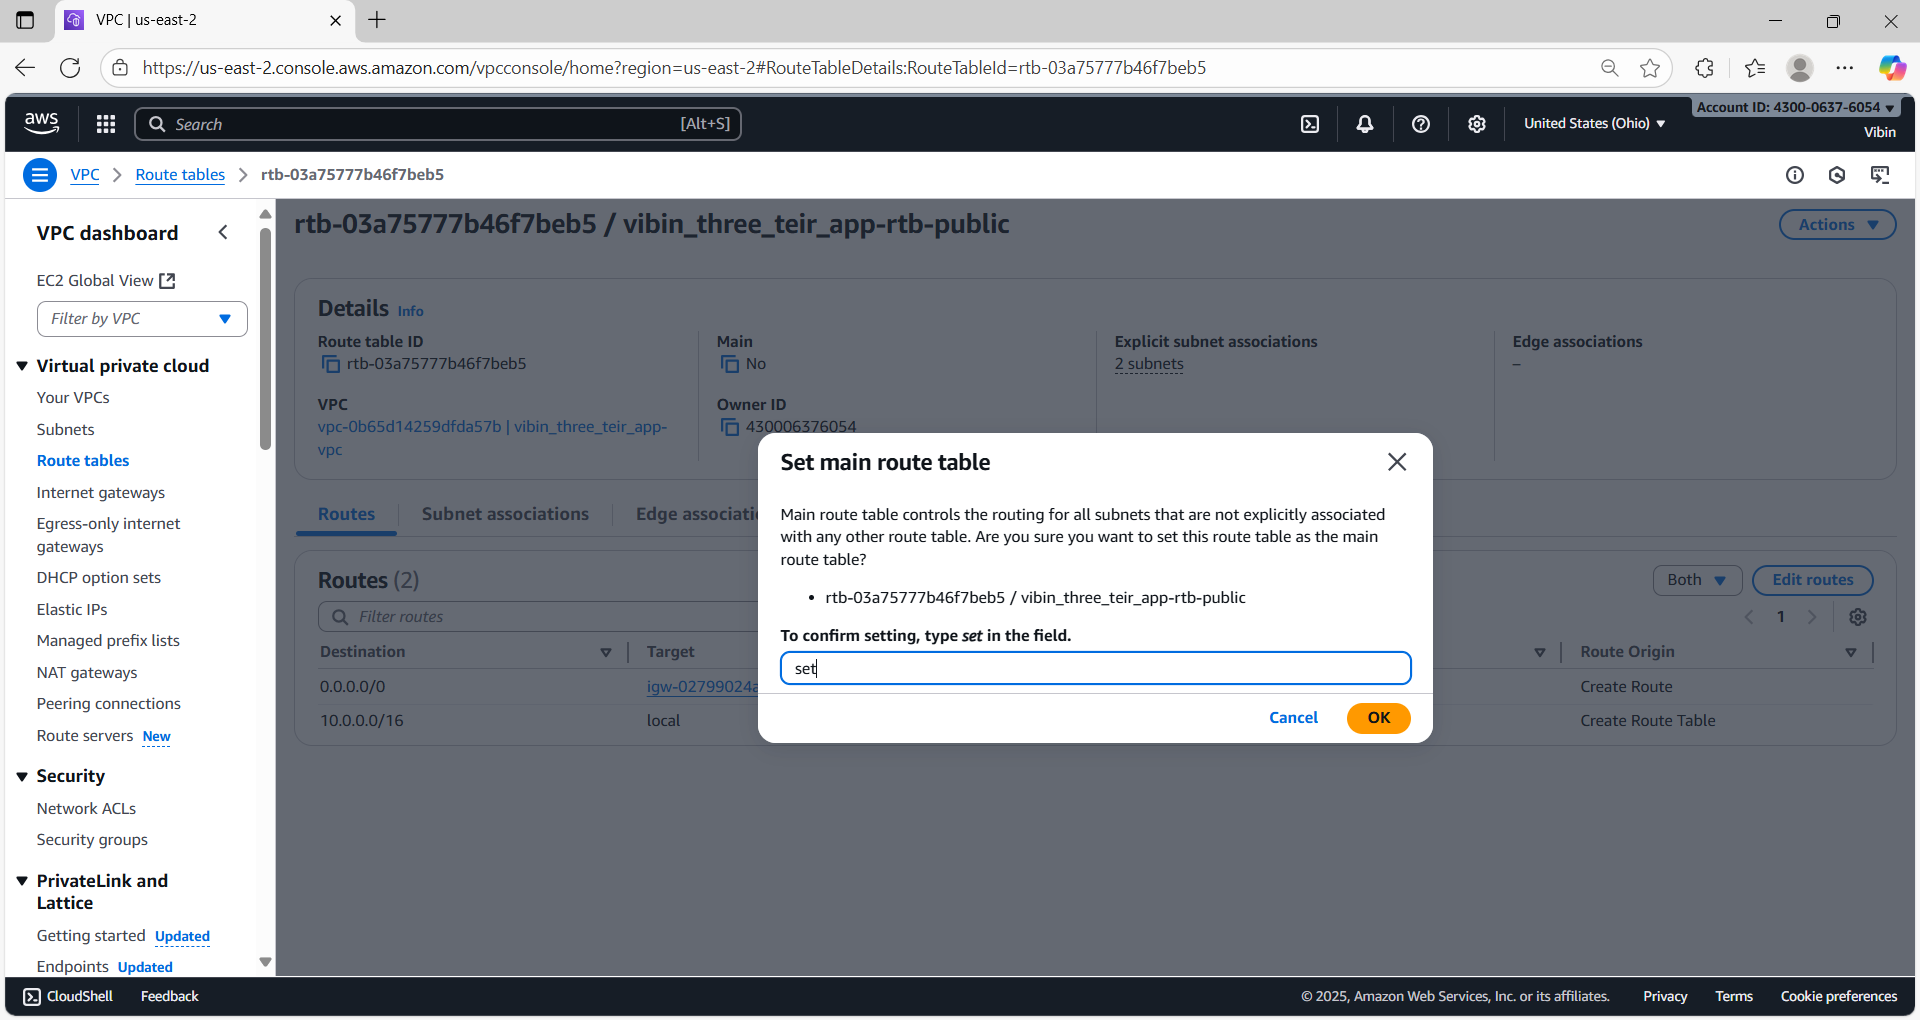 VPC | us-east-2
https://us-east-2.console.aws.amazon.com/vpcconsole/home?region=us-east-2#RouteTableDetails:RouteTableId=rtb-03a75777b46f7beb5
aws
Search [Alt+S]
United States (Ohio)
Account ID: 4300-0637-6054
Vibin
VPC
Route tables
rtb-03a75777b46f7beb5
VPC dashboard
EC2 Global View
Filter by VPC
Virtual private cloud
Your VPCs
Subnets
Route tables
Internet gateways
Egress-only internet
gateways
DHCP option sets
Elastic IPs
Managed prefix lists
NAT gateways
Peering connections
Route servers New
Security
Network ACLs
Security groups
PrivateLink and
Lattice
Getting started Updated
Endpoints Updated
rtb-03a75777b46f7beb5 / vibin_three_teir_app-rtb-public
Actions
Details Info
Route table ID
rtb-03a75777b46f7beb5
Main
No
Explicit subnet associations
2 subnets
Edge associations
–
VPC
vpc-0b65d14259dfda57b | vibin_three_teir_app-
vpc
Owner ID
430006376054
Routes
Subnet associations
Edge associati
Routes (2)
Both
Edit routes
Filter routes
1
Destination
Target
Route Origin
0.0.0.0/0
igw-02799024a
Create Route
10.0.0.0/16
local
Create Route Table
Set main route table
Main route table controls the routing for all subnets that are not explicitly associated
with any other route table. Are you sure you want to set this route table as the main
route table?
• rtb-03a75777b46f7beb5 / vibin_three_teir_app-rtb-public
To confirm setting, type set in the field.
set
Cancel
OK
CloudShell
Feedback
© 2025, Amazon Web Services, Inc. or its affiliates.
Privacy
Terms
Cookie preferences